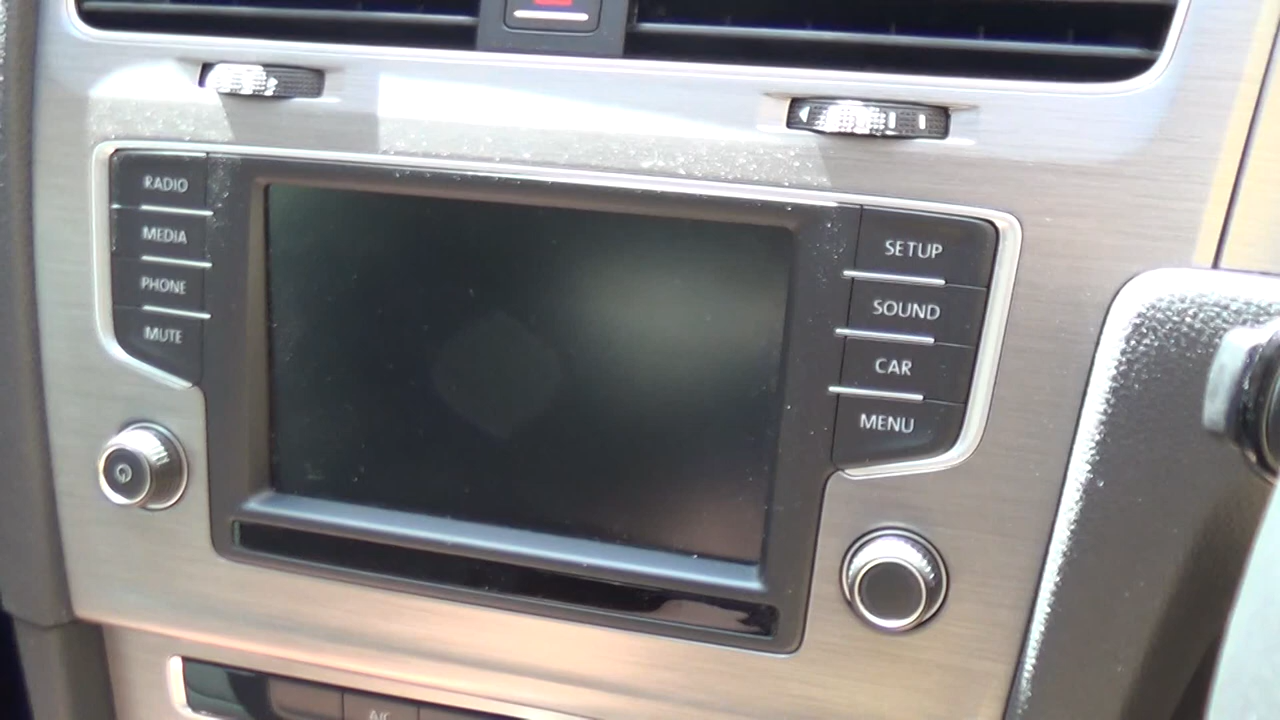 RADIO
MEDIA
PHONE
MUTE
SETUP
SOUND
CAR
MENU
A/C